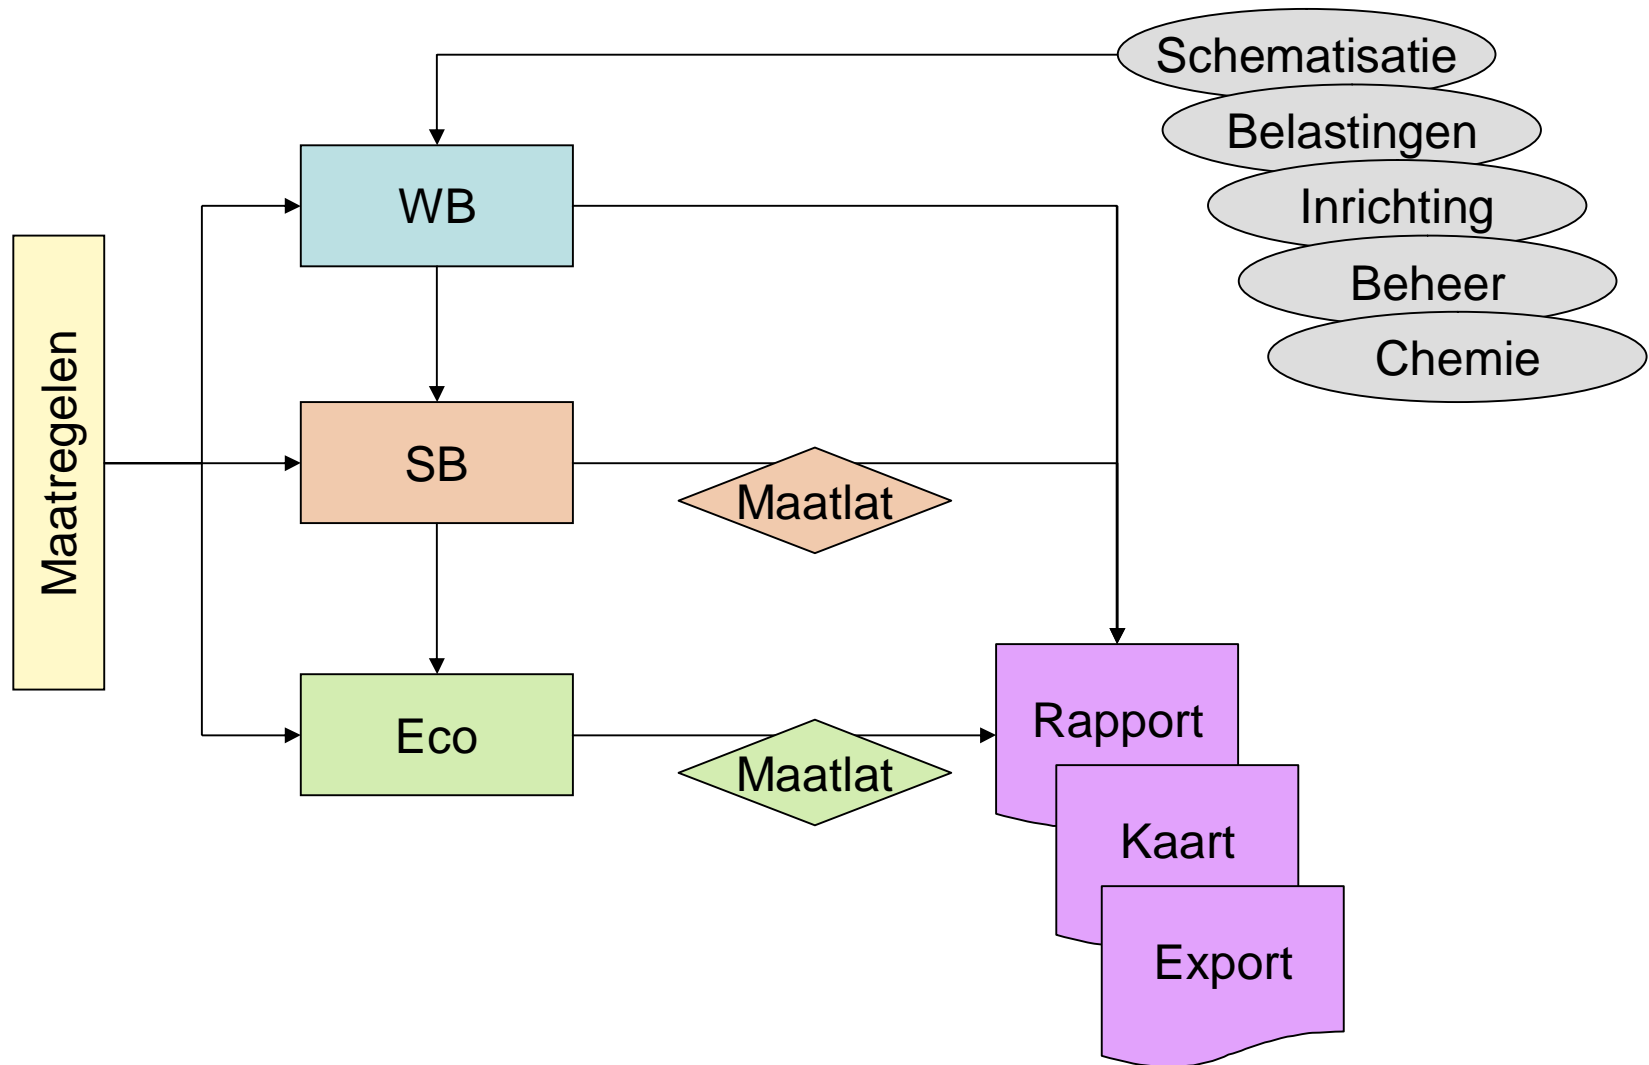 Schematisatie
Belastingen
WB
Inrichting
Beheer
Chemie
Maatregelen
SB
Maatlat
Eco
Maatlat
Rapport
Kaart
Export